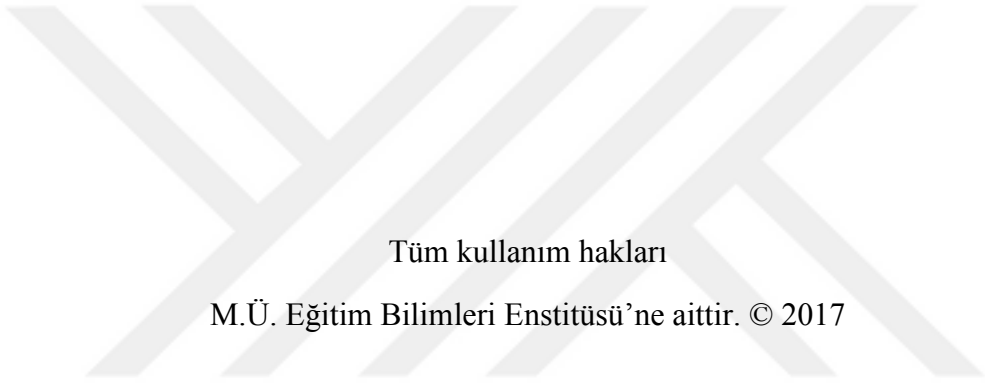 Tüm kullanım hakları
M.Ü. Eğitim Bilimleri Enstitüsü’ne aittir. © 2017